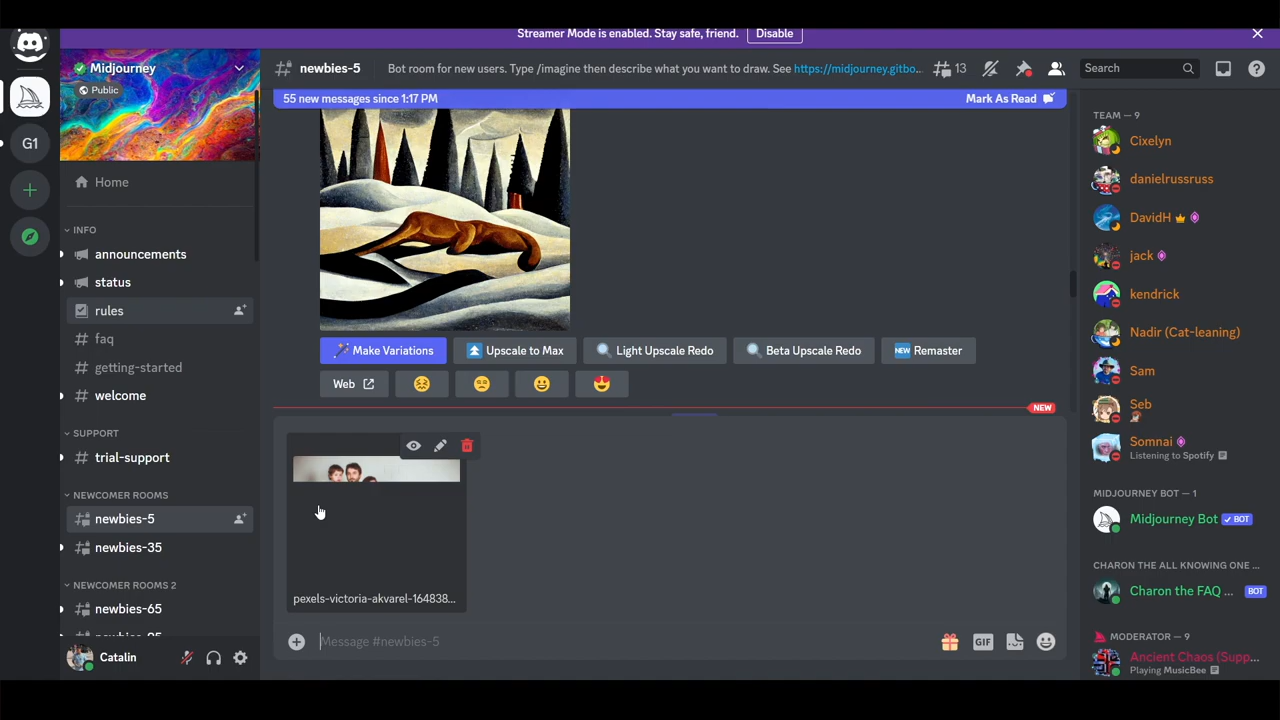 Streamer Mode is enabled. Stay safe, friend. Disable
Midjourney
Public
newbies-5
Bot room for new users. Type /imagine then describe what you want to draw. See https://midjourney.gitbo...
13
Search
55 new messages since 1:17 PM
Mark As Read
G1
Home
INFO
announcements
status
rules
faq
getting-started
welcome
SUPPORT
trial-support
NEWCOMER ROOMS
newbies-5
newbies-35
NEWCOMER ROOMS 2
newbies-65
Catalin
Make Variations
Upscale to Max
Light Upscale Redo
Beta Upscale Redo
NEW Remaster
Web
NEW
pexels-victoria-akvarel-164838...
Message #newbies-5
GIF
TEAM — 9
Cixelyn
danielrussruss
DavidH
jack
kendrick
Nadir (Cat-leaning)
Sam
Seb
Somnai
Listening to Spotify
MIDJOURNEY BOT — 1
Midjourney Bot BOT
CHARON THE ALL KNOWING ONE ...
Charon the FAQ ... BOT
MODERATOR — 9
Ancient Chaos (Supp...
Playing MusicBee